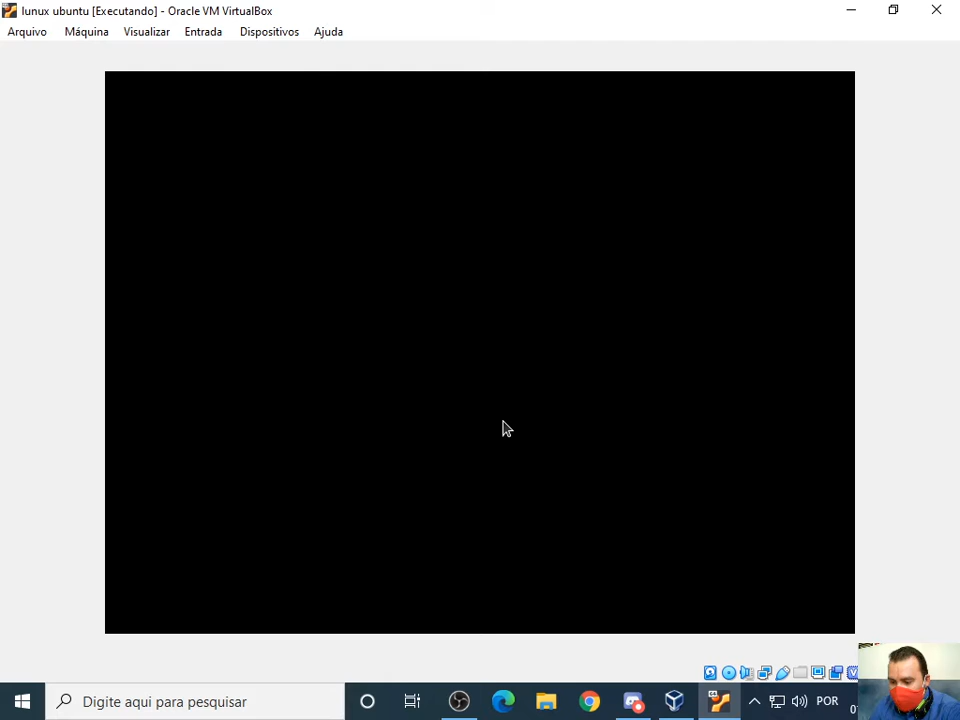 lunux ubuntu [Executando] - Oracle VM VirtualBox
Arquivo Máquina Visualizar Entrada Dispositivos Ajuda
Digite aqui para pesquisar
POR